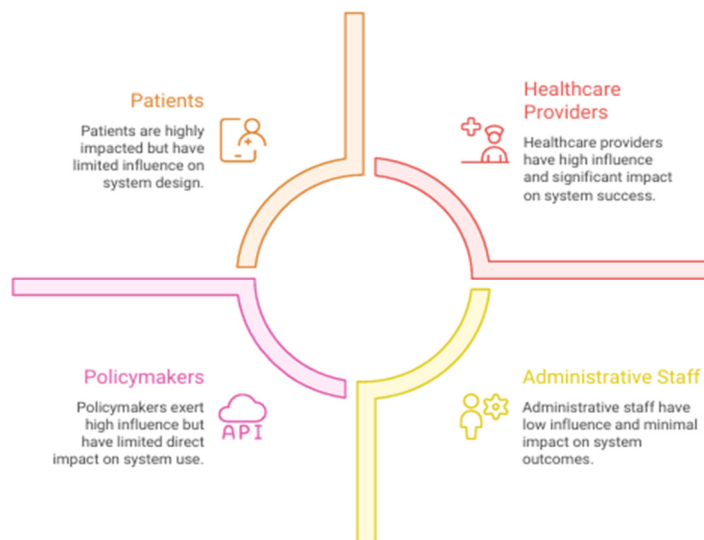 Patients
Patients are highly
impacted but have
limited influence on
system design.
Healthcare
Providers
Healthcare providers
have high influence
and significant impact
on system success.
Policymakers
Policymakers exert
high influence but
have limited direct
impact on system use.
API
Administrative Staff
Administrative staff have
low influence and minimal
impact on system
outcomes.